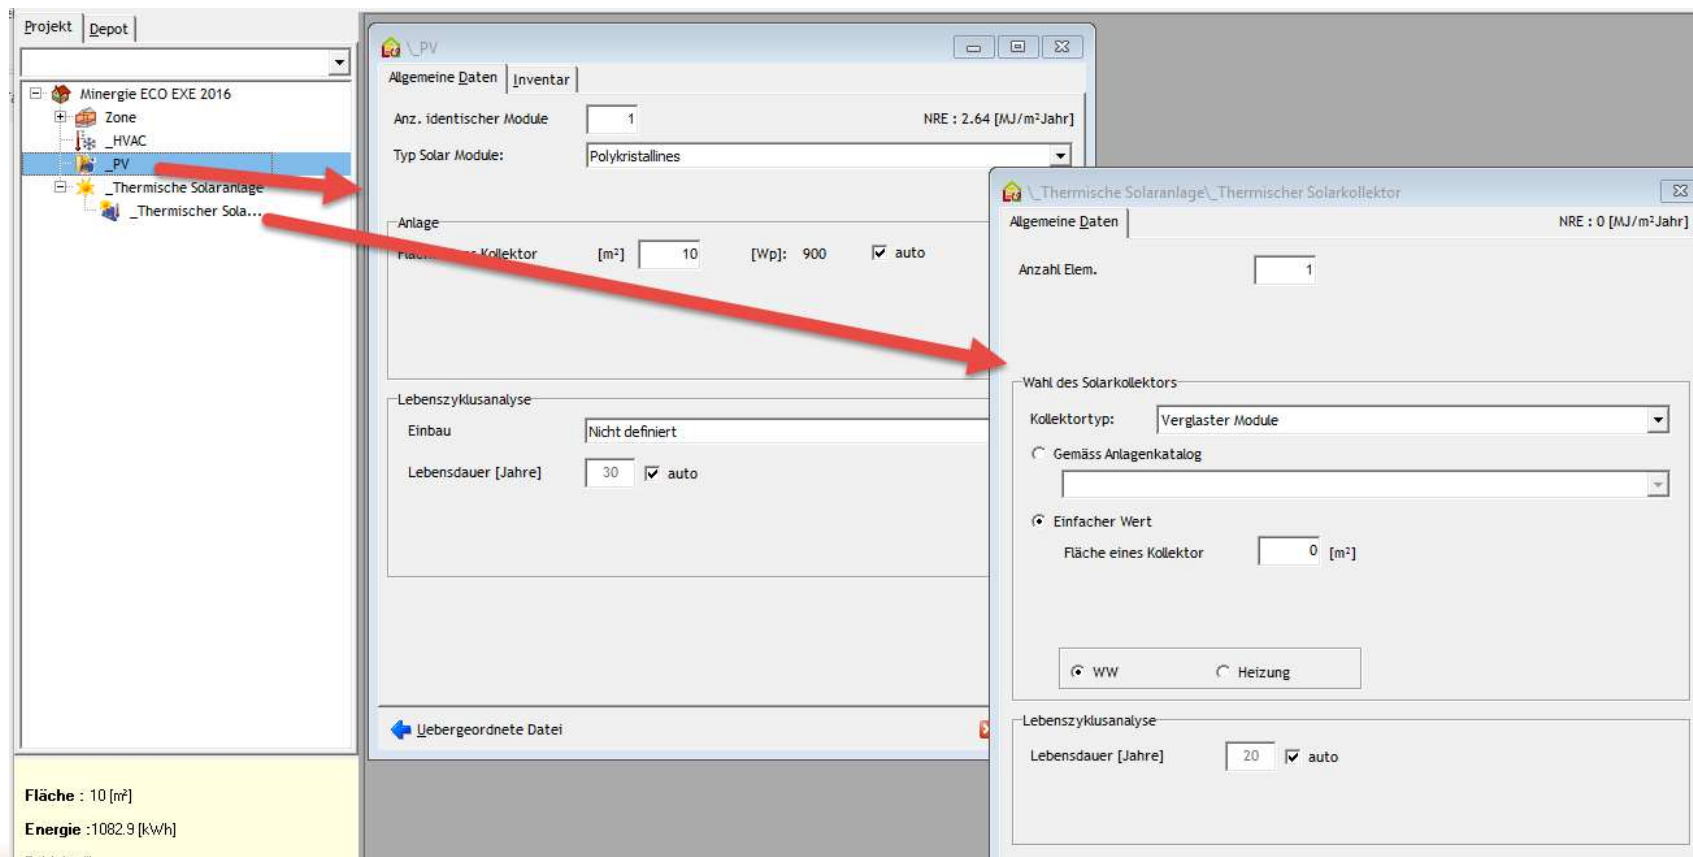 Projekt
Depot
Minergie ECO EXE 2016
Zone
_HVAC
_PV
_Thermische Solaranlage
_Thermischer Sola...
Fläche : 10 [m²]
Energie :1082.9 [kWh]
\_PV
Allgemeine Daten
Inventar
Anz. identischer Module 1 NRE : 2.64 [MJ/m²Jahr]
Typ Solar Module: Polykristallines
Anlage
Kollektor [m²] 10 [Wp]: 900 auto
Lebenszyklusanalyse
Einbau Nicht definiert
Lebensdauer [Jahre] 30 auto
Uebergeordnete Datei
\_Thermische Solaranlage\_Thermischer Solarkollektor
Allgemeine Daten NRE : 0 [MJ/m²Jahr]
Anzahl Elem. 1
Wahl des Solarkollektors
Kollektortyp: Verglaster Module
Gemäss Anlagenkatalog
Einfacher Wert
Fläche eines Kollektor 0 [m²]
WW Heizung
Lebenszyklusanalyse
Lebensdauer [Jahre] 20 auto